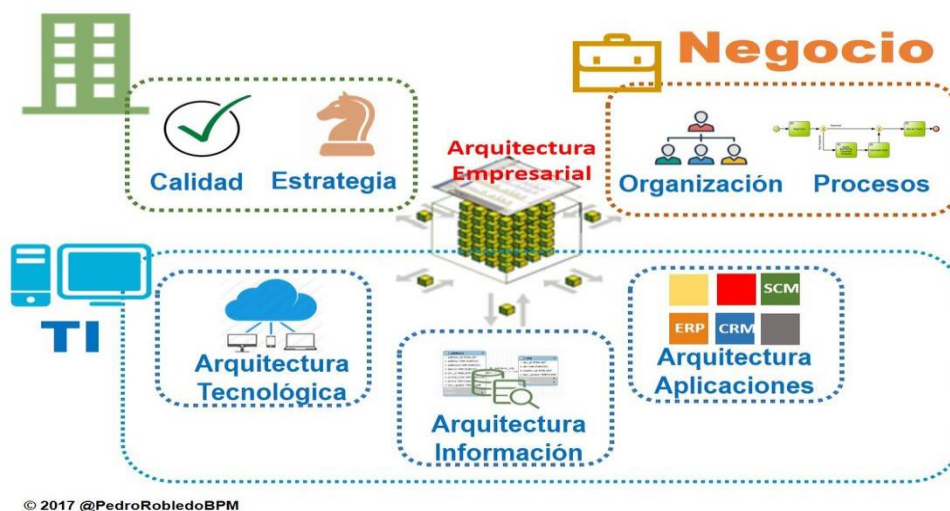 Negocio
Calidad
Estrategia
Arquitectura
Empresarial
Organización
Procesos
TI
Arquitectura
Tecnológica
Arquitectura
Información
SCM
ERP
CRM
Arquitectura
Aplicaciones
© 2017 @PedroRobledoBPM